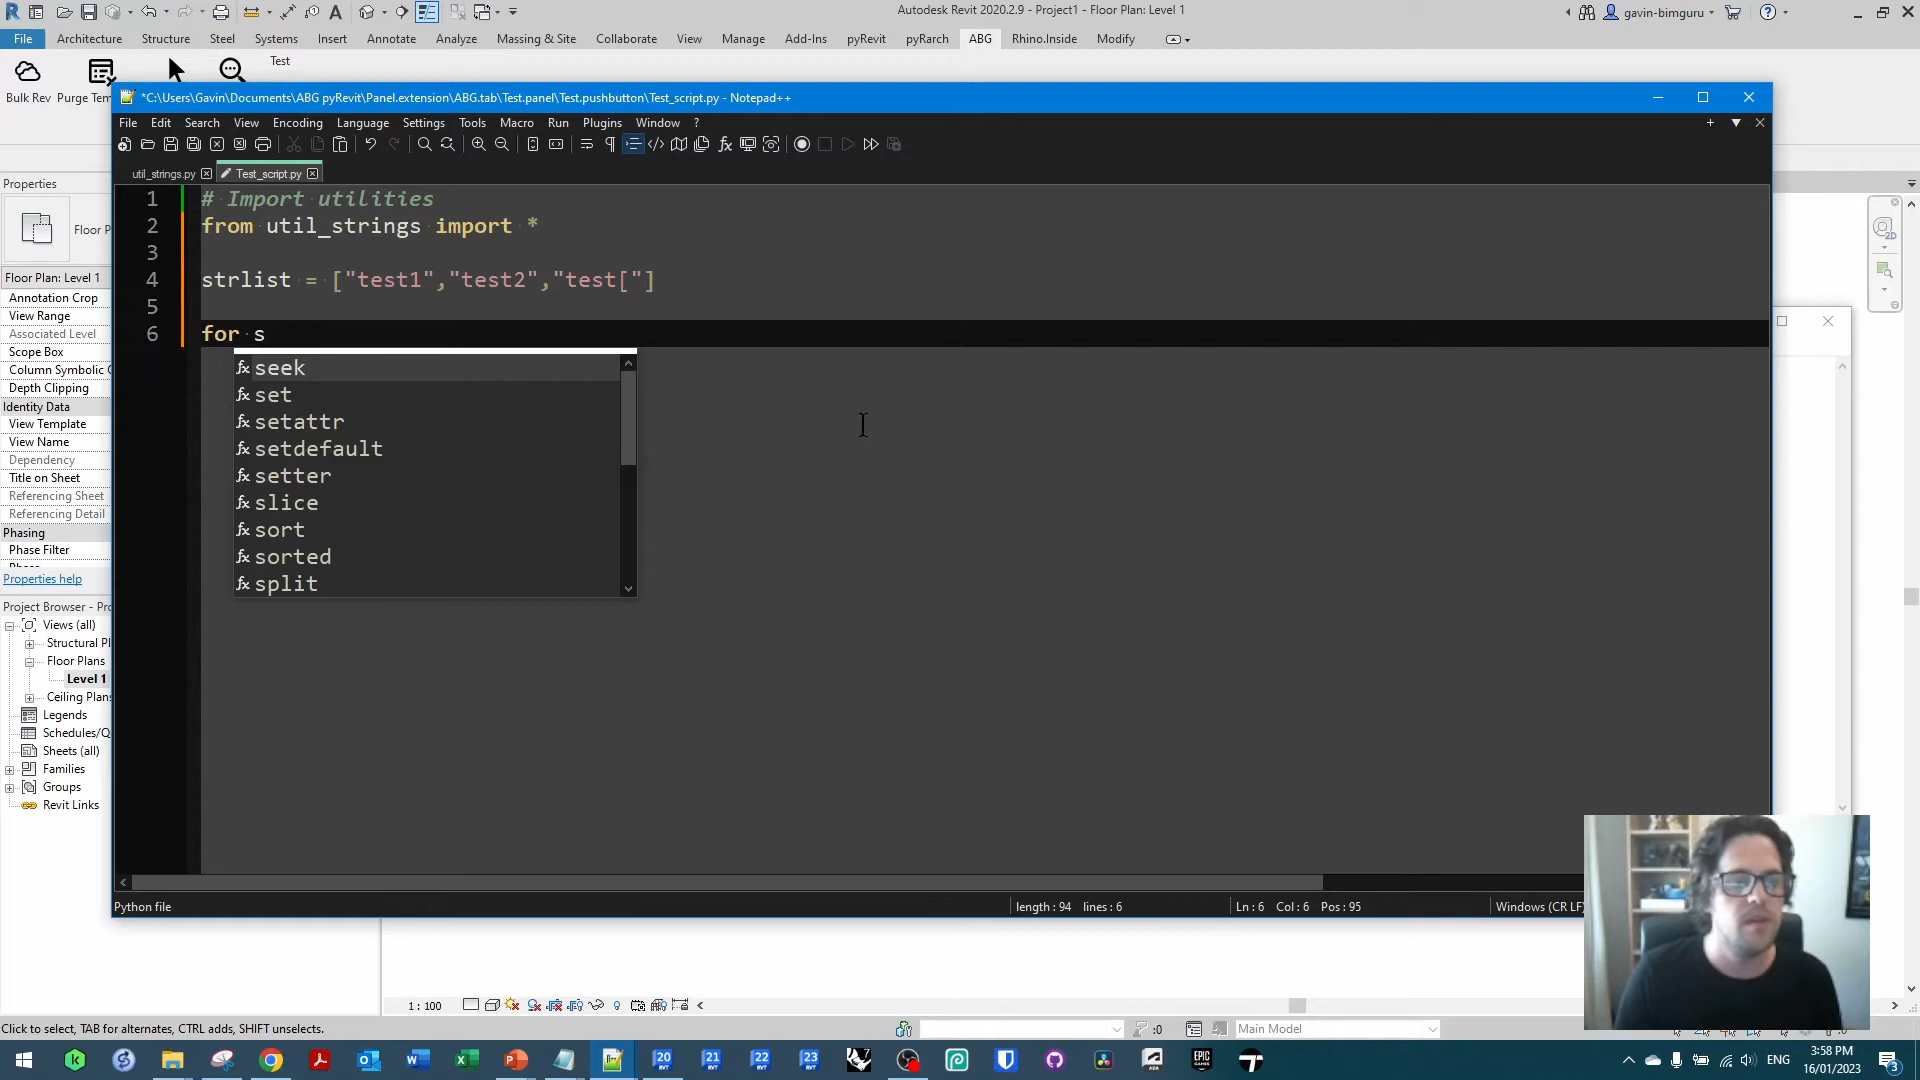 Autodesk Revit 2020.2.9 - Project1 - Floor Plan: Level 1
gavin-bimguru
File Architecture Structure Steel Systems Insert Annotate Analyze Massing & Site Collaborate View Manage Add-Ins pyRevit pyRarch ABG Rhino.Inside Modify
Test
Bulk Rev Purge Tem
*C:\Users\Gavin\Documents\ABG pyRevit\Panel.extension\ABG.tab\Test.panel\Test.pushbutton\Test_script.py - Notepad++
File Edit Search View Encoding Language Settings Tools Macro Run Plugins Window ?
util_strings.py Test_script.py
1 # Import utilities
2 from util_strings import *
3
4 strlist = ["test1","test2","test["]
5
6 for s
seek
set
setattr
setdefault
setter
slice
sort
sorted
split
Python file length : 94 lines : 6 Ln : 6 Col : 6 Pos : 95 Windows (CR LF)
Properties
Floor P
Floor Plan: Level 1
Annotation Crop
View Range
Associated Level
Scope Box
Column Symbolic
Depth Clipping
Identity Data
View Template
View Name
Dependency
Title on Sheet
Referencing Sheet
Referencing Detail
Phasing
Phase Filter
Properties help
Project Browser - Pro
Views (all)
Structural Pl
Floor Plans
Level 1
Ceiling Plans
Legends
Schedules/Q
Sheets (all)
Families
Groups
Revit Links
1 : 100
Click to select, TAB for alternates, CTRL adds, SHIFT unselects.
:0 Main Model
20 21 22 23
ENG
3:58 PM
16/01/2023
3